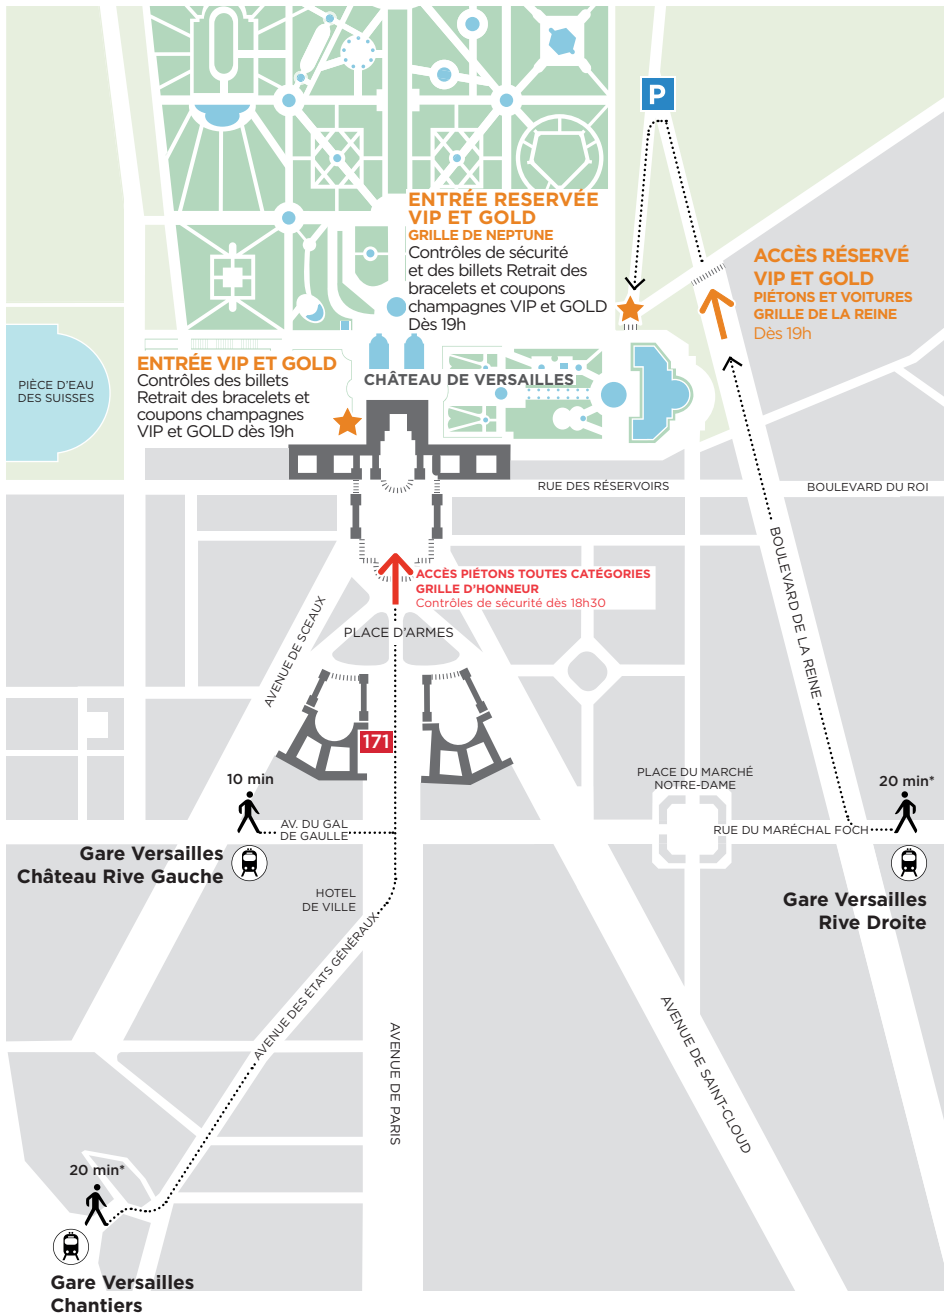 P
ENTRÉE RESERVÉE
VIP ET GOLD
GRILLE DE NEPTUNE
Contrôles de sécurité
et des billets Retrait des
bracelets et coupons
champagnes VIP et GOLD
Dès 19h
ACCÈS RÉSERVÉ
VIP ET GOLD
PIÉTONS ET VOITURES
GRILLE DE LA REINE
Dès 19h
ENTRÉE VIP ET GOLD
Contrôles des billets
Retrait des bracelets et
coupons champagnes
VIP et GOLD dès 19h
PIÈCE D'EAU
DES SUISSES
CHÂTEAU DE VERSAILLES
RUE DES RÉSERVOIRS
BOULEVARD DU ROI
ACCÈS PIÉTONS TOUTES CATÉGORIES
GRILLE D'HONNEUR
Contrôles de sécurité dès 18h30
PLACE D'ARMES
AVENUE DE SCEAUX
BOULEVARD DE LA REINE
171
10 min
AV. DU GAL
DE GAULLE
Gare Versailles
Château Rive Gauche
PLACE DU MARCHÉ
NOTRE-DAME
20 min*
RUE DU MARÉCHAL FOCH
Gare Versailles
Rive Droite
HOTEL
DE VILLE
AVENUE DES ÉTATS GÉNÉRAUX
AVENUE DE PARIS
AVENUE DE SAINT-CLOUD
20 min*
Gare Versailles
Chantiers